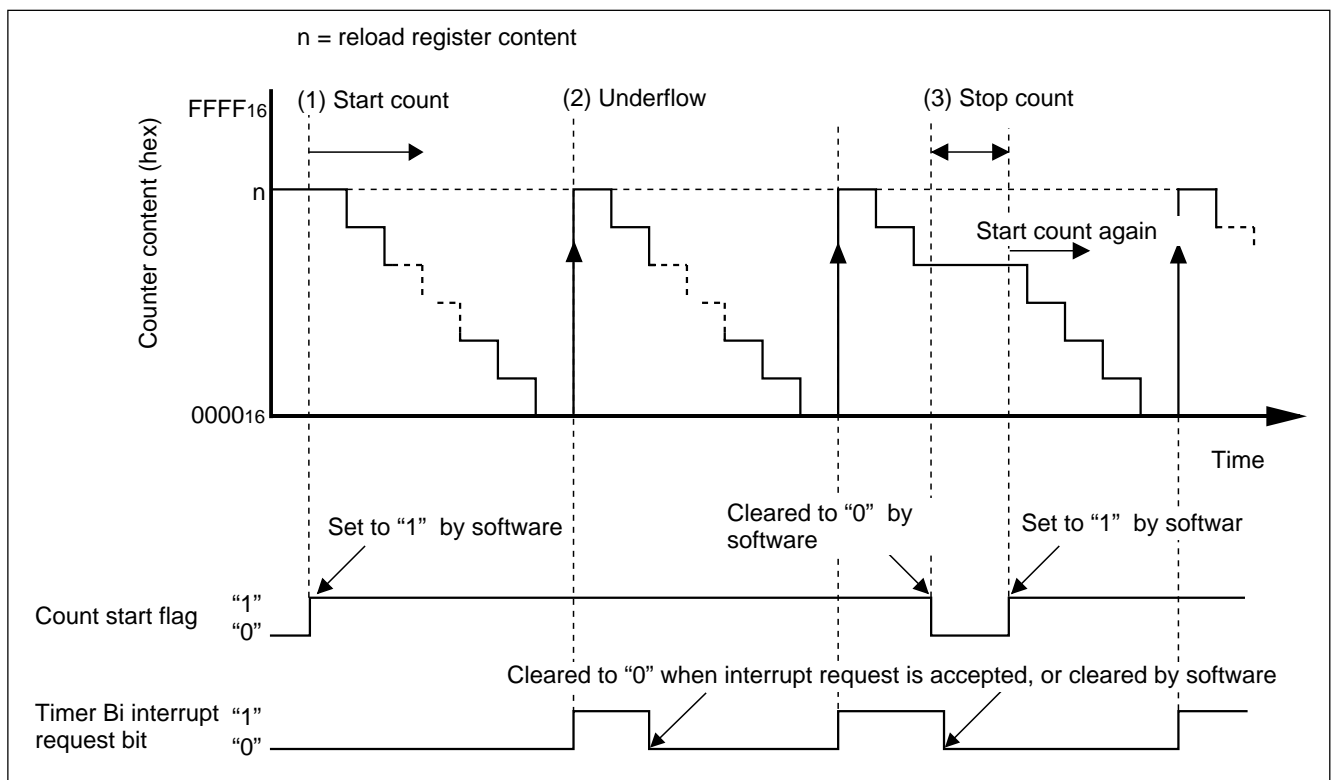 n = reload register content
FFFF16
(1) Start count
(2) Underflow
(3) Stop count
Counter content (hex)
n
Start count again
000016
Time
Set to “1” by software
Cleared to “0” by
software
Set to “1” by softwar
Count start flag
“1”
“0”
Cleared to “0” when interrupt request is accepted, or cleared by software
Timer Bi interrupt
request bit
“1”
“0”